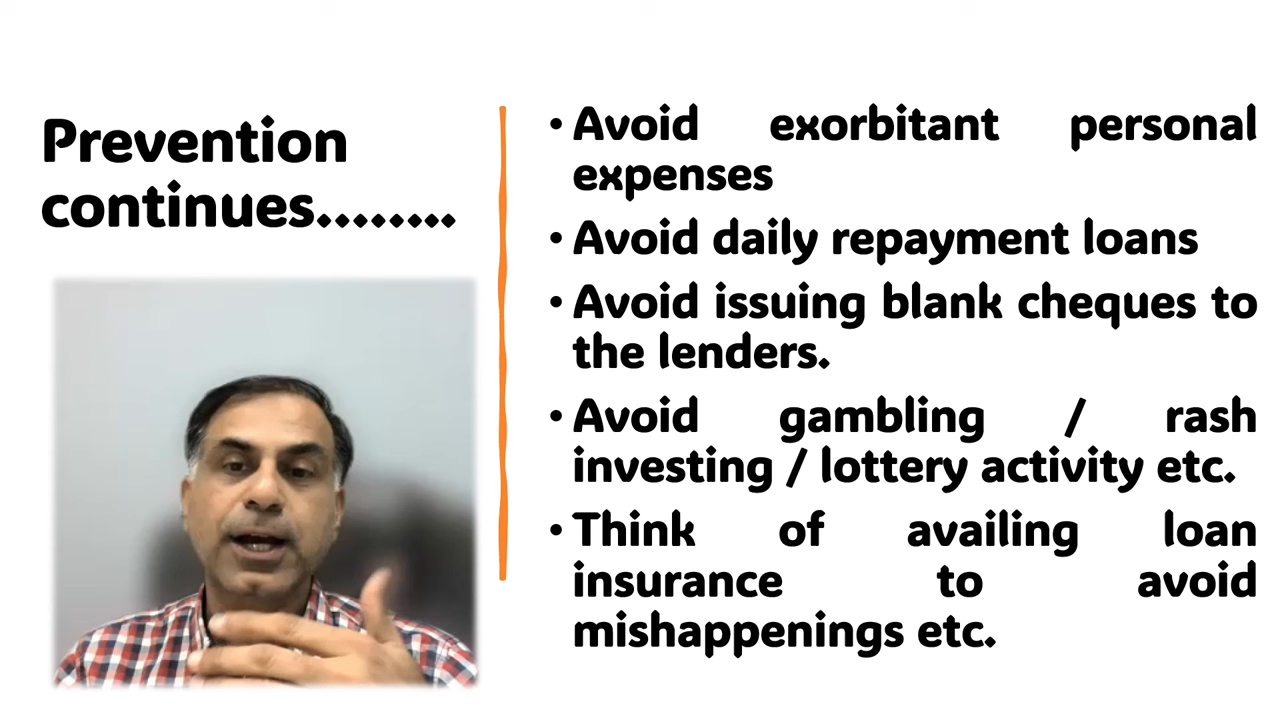 Prevention
continues........
• Avoid exorbitant personal
expenses
• Avoid daily repayment loans
• Avoid issuing blank cheques to
the lenders.
• Avoid gambling / rash
investing / lottery activity etc.
• Think of availing loan
insurance to avoid
mishappenings etc.